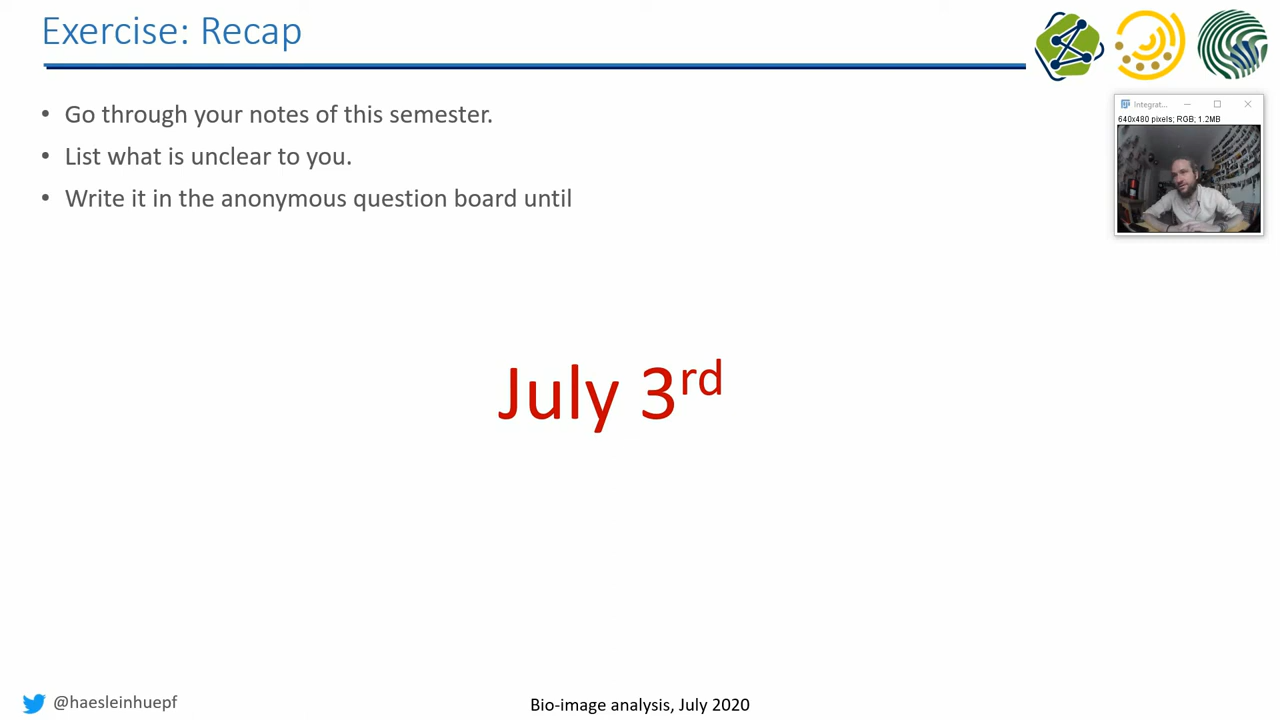 Exercise: Recap
• Go through your notes of this semester.
• List what is unclear to you.
• Write it in the anonymous question board until
Integrat...
640x480 pixels; RGB; 1.2MB
July 3rd
@haesleinhuepf
Bio-image analysis, July 2020